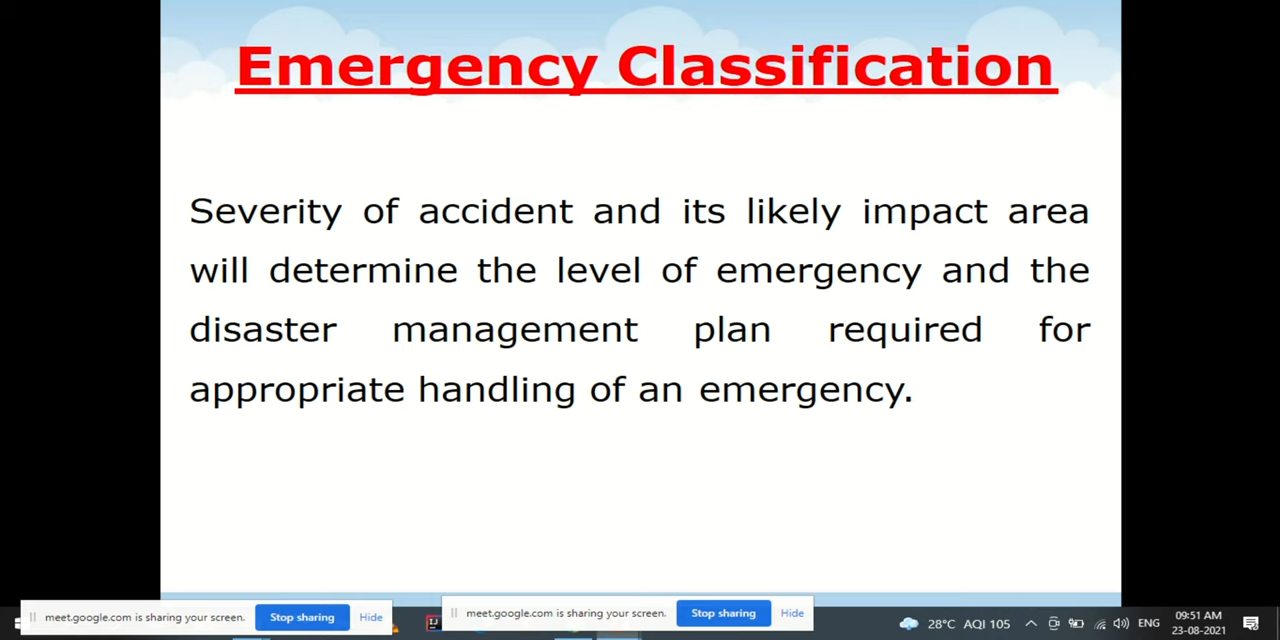 Emergency Classification
Severity of accident and its likely impact area
will determine the level of emergency and the
disaster management plan required for
appropriate handling of an emergency.
meet.google.com is sharing your screen. Stop sharing Hide
meet.google.com is sharing your screen. Stop sharing Hide
IJ
28°C AQI 105
ENG
09:51 AM
23-08-2021